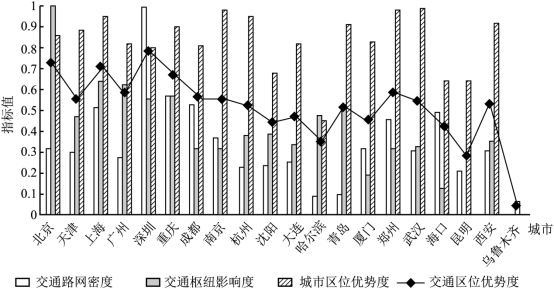 1
0.9
0.8
0.7
0.6
0.5
0.4
0.3
0.2
0.1
0
指标值
北京
天津
上海
广州
深圳
重庆
成都
南京
杭州
沈阳
大连
哈尔滨
青岛
厦门
郑州
武汉
海口
昆明
西安
乌鲁木齐
城市
交通路网密度
交通枢纽影响度
城市区位优势度
交通区位优势度